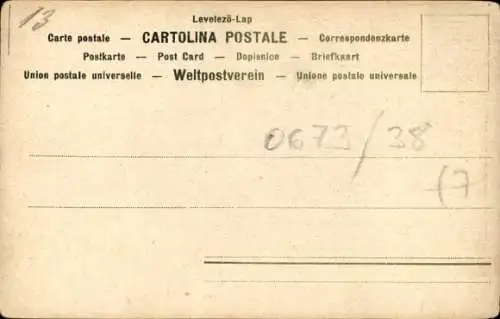 13
Levelező-Lap
Carte postale — CARTOLINA POSTALE — Correspondenzkarte
Postkarte — Post Card — Dopisnice — Briefkaart
Union postale universelle — Weltpostverein — Unione postale universale
0673/38
(7